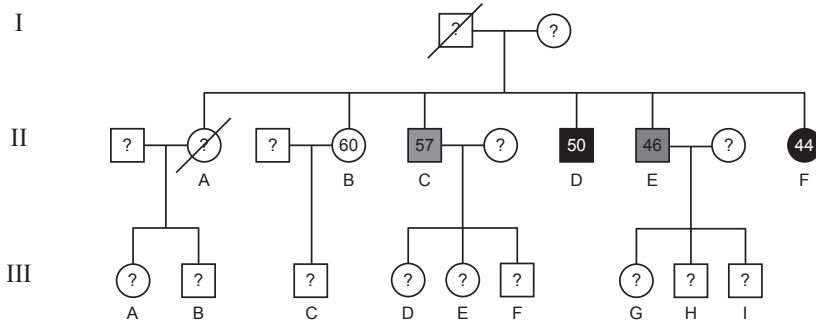 I
? ?
II
? ? ? 60 57 ? 50 46 ? 44
A B C D E F
III
? ? ? ? ? ? ? ? ?
A B C D E F G H I